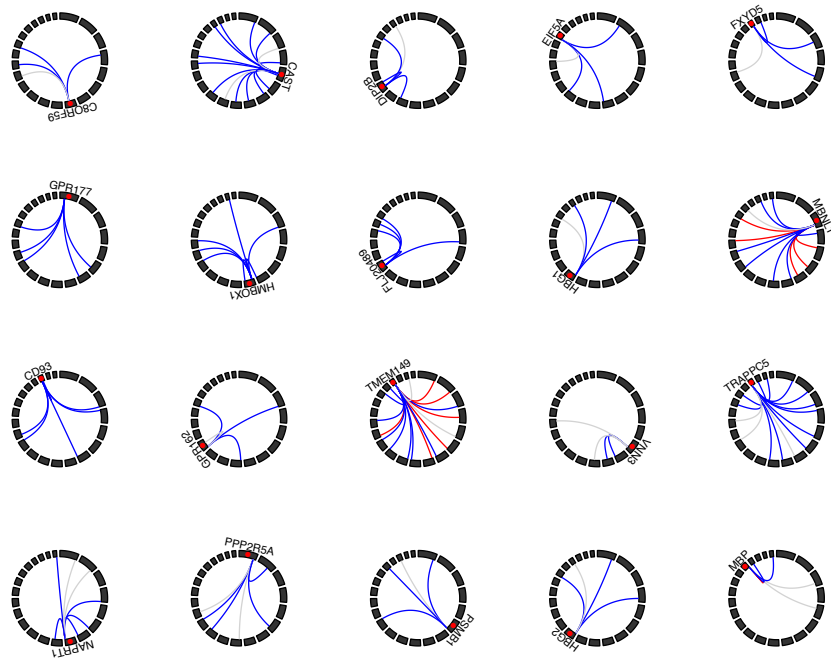 C8ORF59
CAST
DIP2B
EIF5A
FXYD5
GPR177
HMBOX1
FLJ20489
HBG1
MBNL1
CD93
GPR162
TMEM149
VNN3
TRAPPC5
NAPRT1
PPP2R5A
PSMB1
HBG2
MBP